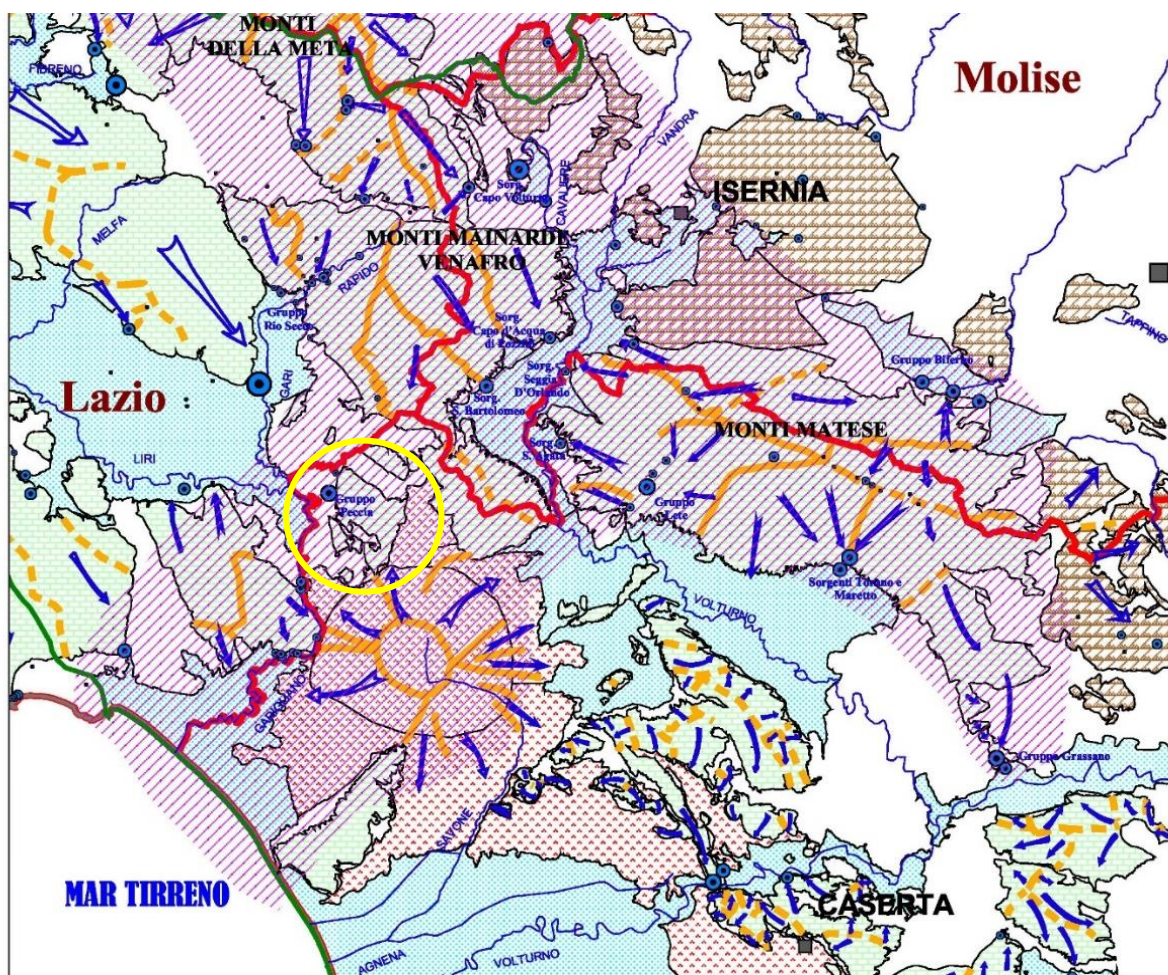 MONTI
DELLA META
FIBRENO
Molise
VANDRA
Sorg.
Capo Volturno
CAVALIERE
ISERNIA
MELFA
MONTI MAINARDE
VENAFRO
RAPIDO
Gruppo
Rio Secco
TAPPINO
Sorg.
Capo d'Acqua
di Pozzilli
Gruppo Biferno
Lazio
GARI
Sorg.
Seggia
D'Orlando
Sorg.
S. Bartolomeo
MONTI MATESE
Sorg.
S. Agata
LIRI
Gruppo
Peccia
Gruppo
Lete
Sorgenti Torano e
Maretto
VOLTURNO
GARIGLIANO
Gruppo Grassano
SAVONE
MAR TIRRENO
CASERTA
AGNENA
VOLTURNO